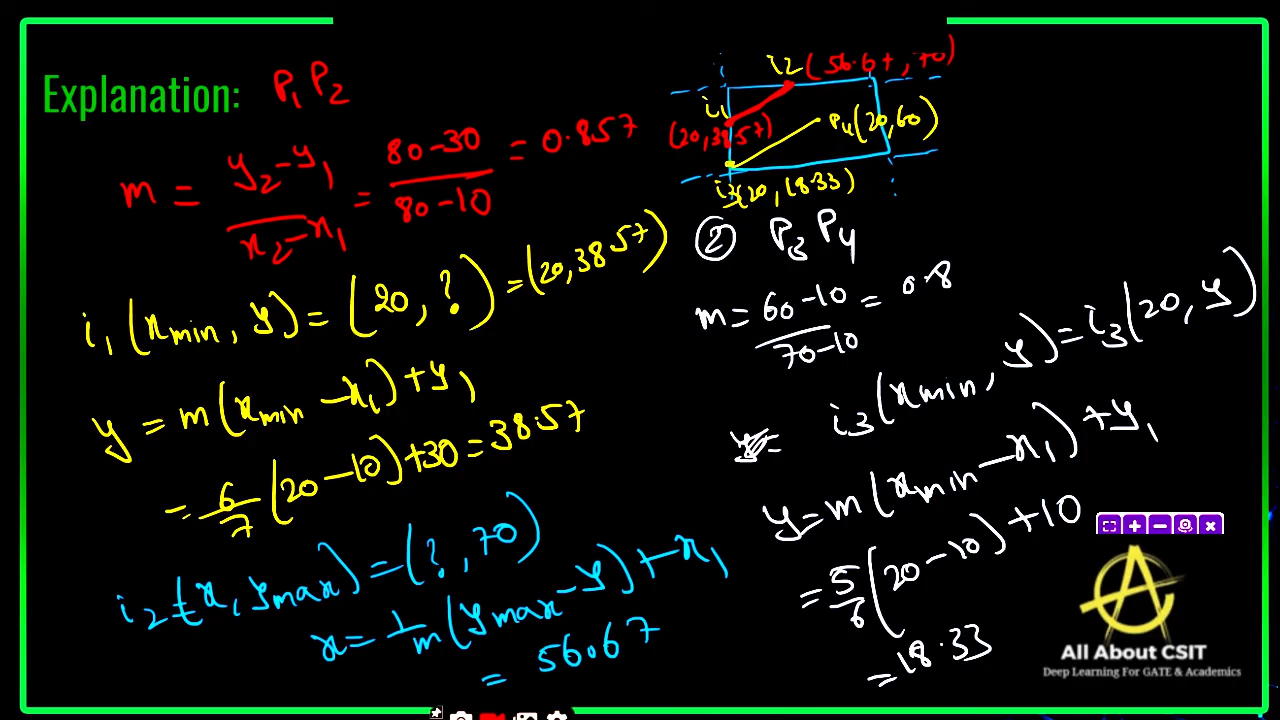 Explanation: P₁ P₂
m = y₂-y₁ / x₂-x₁ = 80-30 / 80-10 = 0.857
i₁(xmin, y) = (20, ?) = (20, 38.57)
y = m(xmin - x₁) + y₁
= 6/7 (20-10) + 30 = 38.57
i₂ (x, ymax) = (?, 70)
x = 1/m (ymax - y) + x₁
= 56.67
i2 (56.67, 70)
i1
(20, 38.57)
P4 (20, 60)
i3 (20, 18.33)
② P₃ P₄
m = 60-10 / 70-10 = 0.8
i₃(xmin, y) = i₃(20, y)
y =
y = m(xmin - x₁) + y₁
= 5/6 (20-10) + 10
= 18.33
All About CSIT
Deep Learning For GATE & Academics